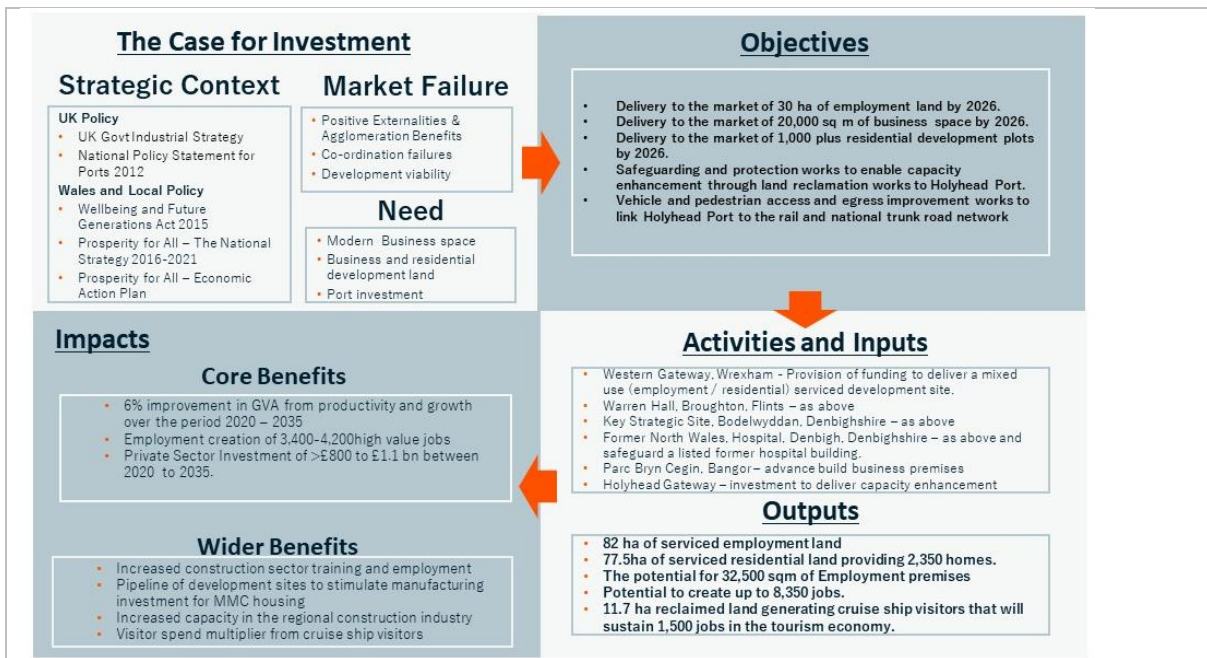 The Case for Investment
Strategic Context
UK Policy
• UK Govt Industrial Strategy
• National Policy Statement for
Ports 2012
Wales and Local Policy
• Wellbeing and Future
Generations Act 2015
• Prosperity for All – The National
Strategy 2016-2021
• Prosperity for All – Economic
Action Plan
Market Failure
• Positive Externalities &
Agglomeration Benefits
• Co-ordination failures
• Development viability
Need
• Modern Business space
• Business and residential
development land
• Port investment
Objectives
• Delivery to the market of 30 ha of employment land by 2026.
• Delivery to the market of 20,000 sq m of business space by 2026.
• Delivery to the market of 1,000 plus residential development plots
by 2026.
• Safeguarding and protection works to enable capacity
enhancement through land reclamation works to Holyhead Port.
• Vehicle and pedestrian access and egress improvement works to
link Holyhead Port to the rail and national trunk road network
Activities and Inputs
• Western Gateway, Wrexham - Provision of funding to deliver a mixed
use (employment / residential) serviced development site.
• Warren Hall, Broughton, Flints – as above
• Key Strategic Site, Bodelwyddan, Denbighshire – as above
• Former North Wales, Hospital, Denbigh, Denbighshire – as above and
safeguard a listed former hospital building.
• Parc Bryn Cegin, Bangor – advance build business premises
• Holyhead Gateway – investment to deliver capacity enhancement
Outputs
• 82 ha of serviced employment land
• 77.5ha of serviced residential land providing 2,350 homes.
• The potential for 32,500 sqm of Employment premises
• Potential to create up to 8,350 jobs.
• 11.7 ha reclaimed land generating cruise ship visitors that will
sustain 1,500 jobs in the tourism economy.
Impacts
Core Benefits
• 6% improvement in GVA from productivity and growth
over the period 2020 – 2035
• Employment creation of 3,400-4,200high value jobs
• Private Sector Investment of >£800 to £1.1 bn between
2020 to 2035.
Wider Benefits
• Increased construction sector training and employment
• Pipeline of development sites to stimulate manufacturing
investment for MMC housing
• Increased capacity in the regional construction industry
• Visitor spend multiplier from cruise ship visitors